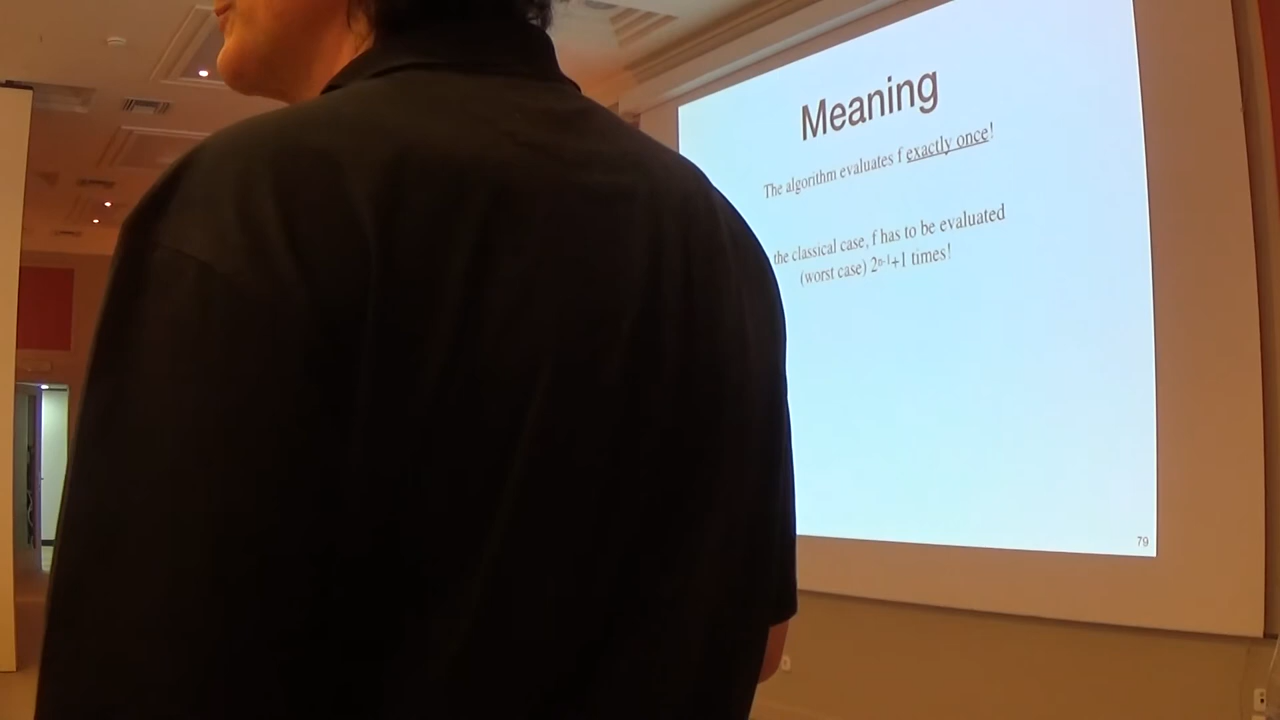 Meaning
The algorithm evaluates f exactly once!
the classical case, f has to be evaluated
(worst case) 2ⁿ⁻¹+1 times!
79